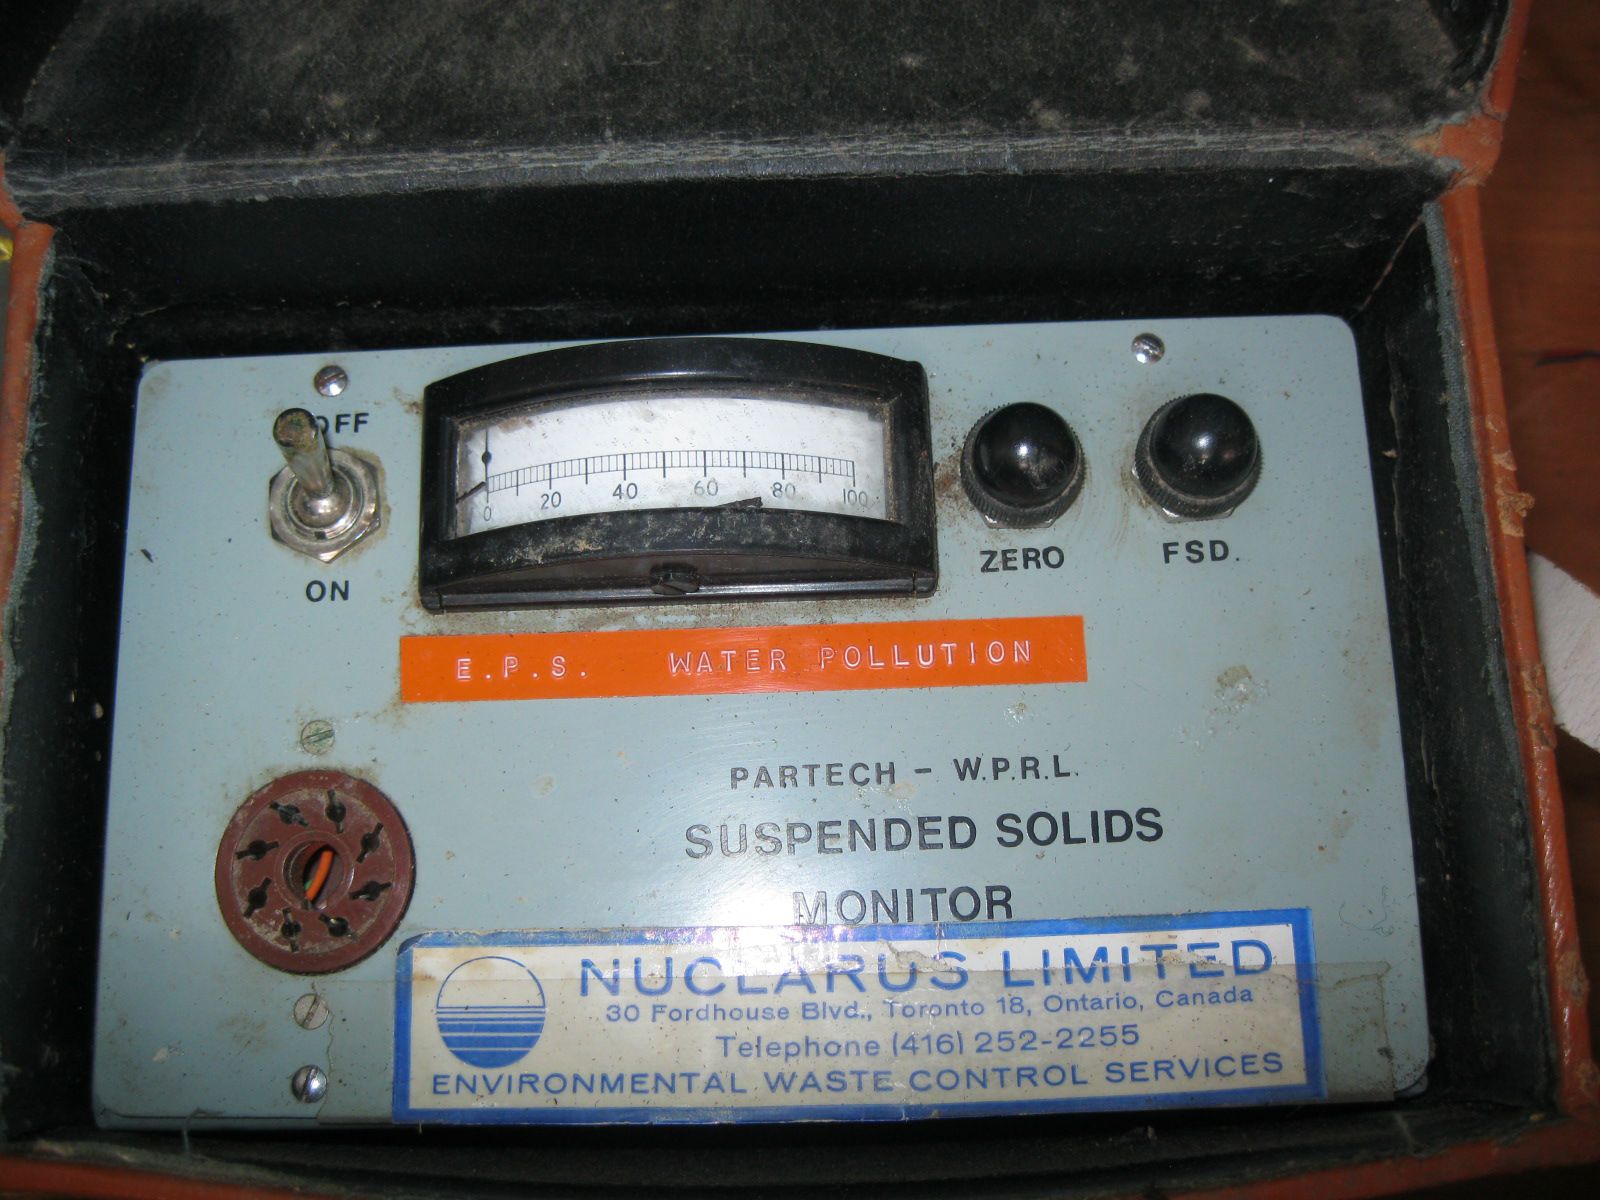 OFF
ON
0 20 40 60 80 100
ZERO
FSD.
E.P.S. WATER POLLUTION
PARTECH - W.P.R.L.
SUSPENDED SOLIDS
MONITOR
NUCLARUS LIMITED
30 Fordhouse Blvd., Toronto 18, Ontario, Canada
Telephone (416) 252-2255
ENVIRONMENTAL WASTE CONTROL SERVICES